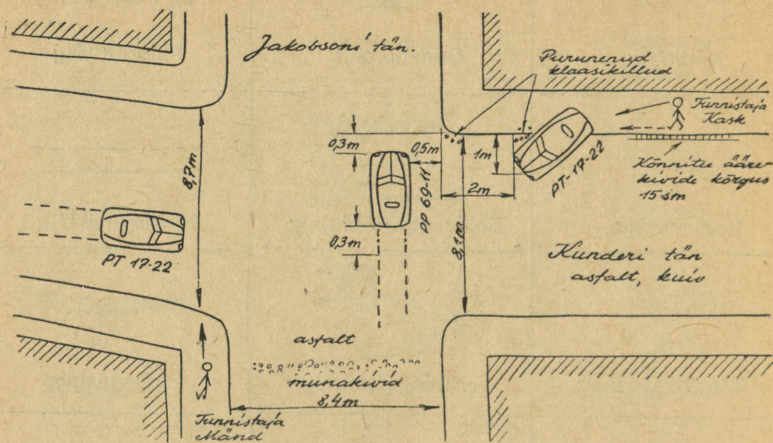 Jakobsoni tän.
Purunenud
klaasikillud
Tunnistaja
Kask
0,3m
0,5m
1m
2m
PT-17-22
Kõnnitee ääre-
kivide kõrgus
15 sm
8,7m
PP 69-11
8,1m
PT 17-22
0,3m
Kunderi tän
asfalt, kuiv
asfalt
munakivid
8,4m
Tunnistaja
Mänd